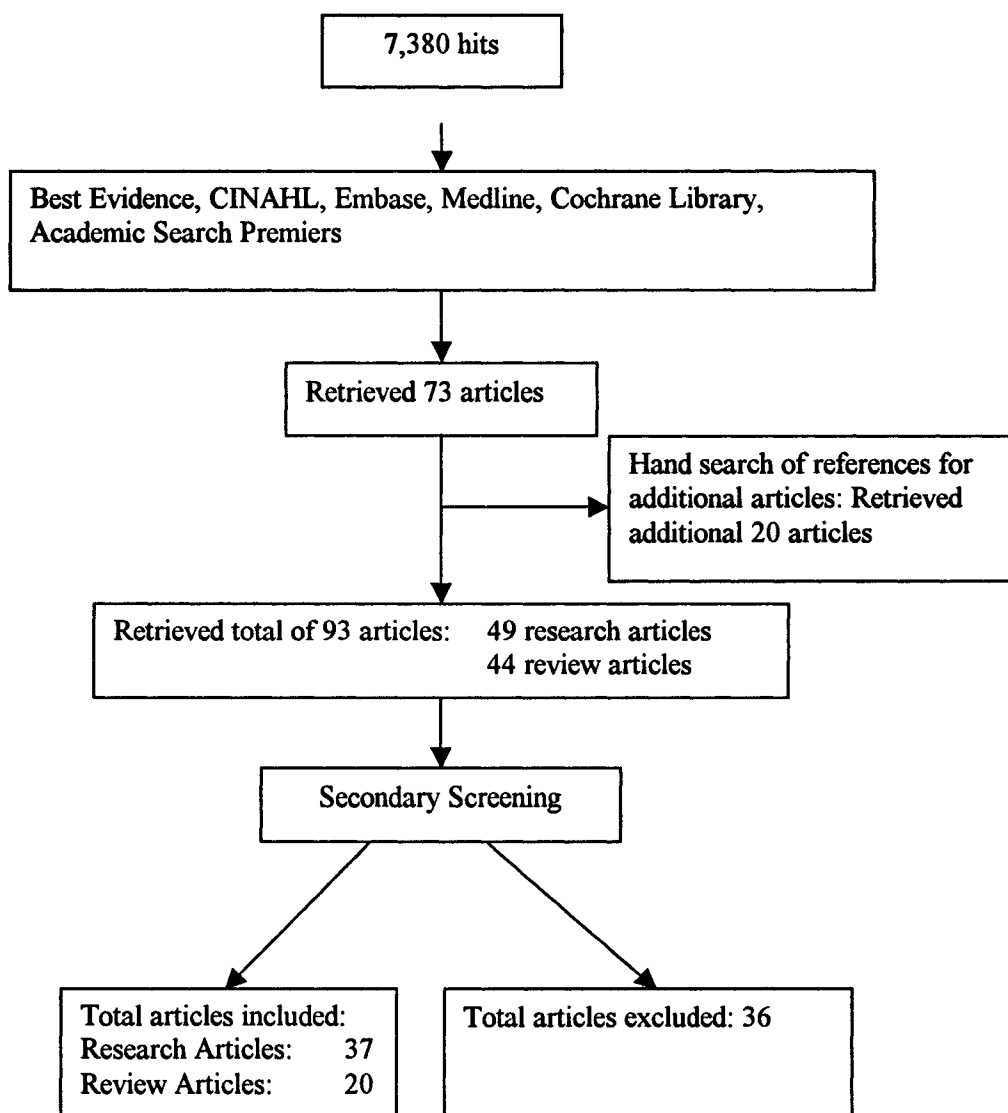 7,380 hits
Best Evidence, CINAHL, Embase, Medline, Cochrane Library,
Academic Search Premiers
Retrieved 73 articles
Hand search of references for
additional articles: Retrieved
additional 20 articles
Retrieved total of 93 articles: 49 research articles
44 review articles
Secondary Screening
Total articles included:
Research Articles: 37
Review Articles: 20
Total articles excluded: 36